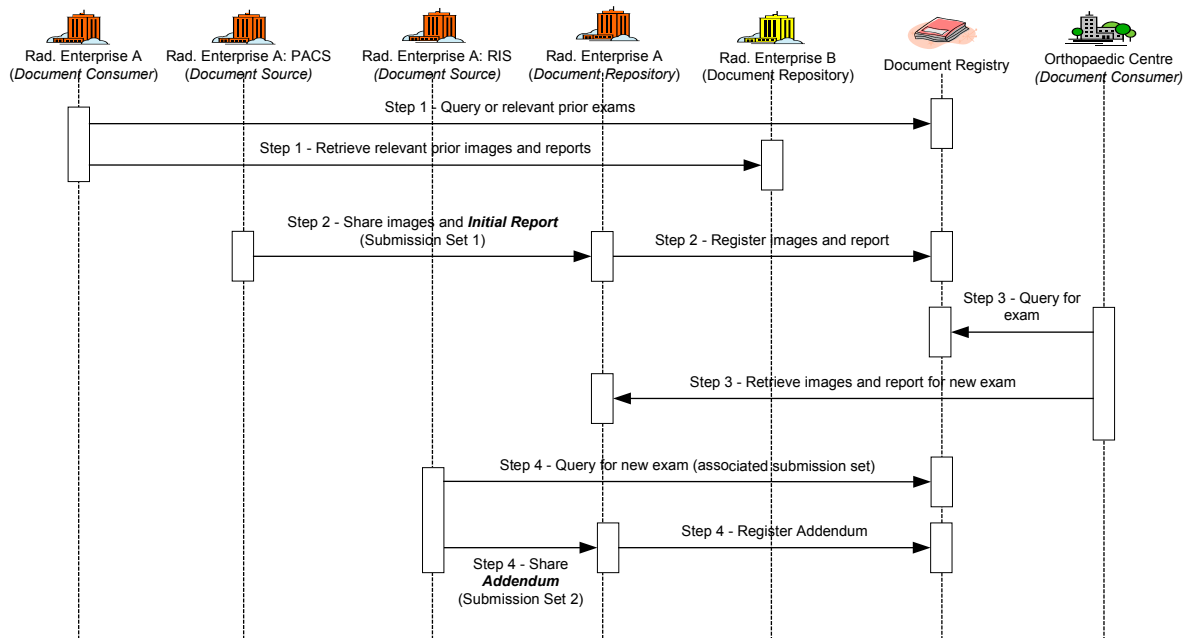 Rad. Enterprise A
(Document Consumer)
Rad. Enterprise A: PACS
(Document Source)
Rad. Enterprise A: RIS
(Document Source)
Rad. Enterprise A
(Document Repository)
Rad. Enterprise B
(Document Repository)
Document Registry
Orthopaedic Centre
(Document Consumer)
Step 1 - Query or relevant prior exams
Step 1 - Retrieve relevant prior images and reports
Step 2 - Share images and Initial Report
(Submission Set 1)
Step 2 - Register images and report
Step 3 - Query for
exam
Step 3 - Retrieve images and report for new exam
Step 4 - Query for new exam (associated submission set)
Step 4 - Register Addendum
Step 4 - Share
Addendum
(Submission Set 2)